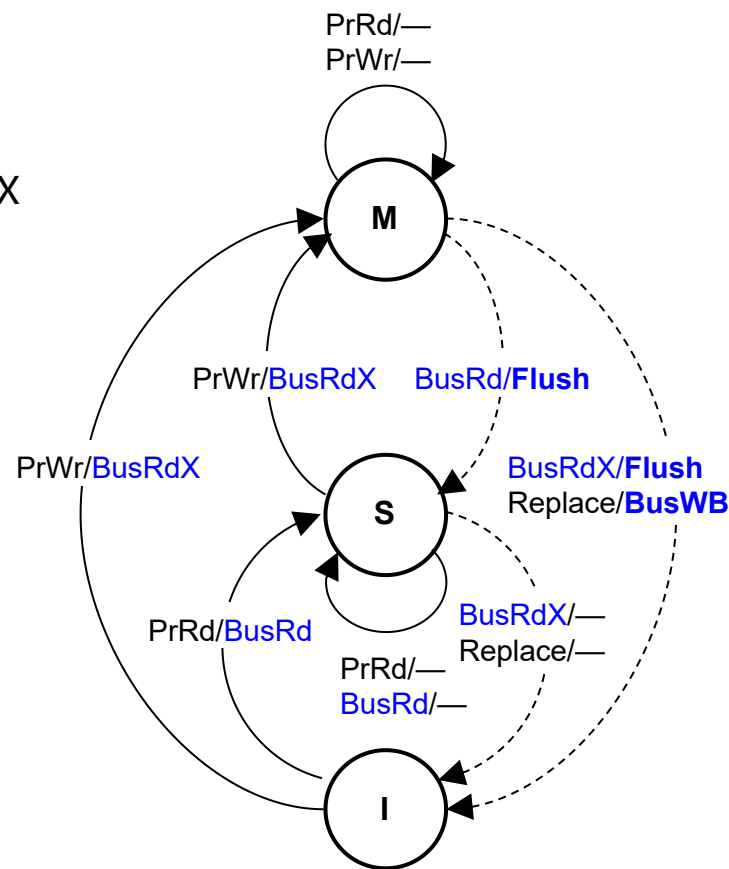 PrRd/—
PrWr/—
X
M
PrWr/BusRdX
BusRd/Flush
PrWr/BusRdX
BusRdX/Flush
Replace/BusWB
S
PrRd/BusRd
BusRdX/—
Replace/—
PrRd/—
BusRd/—
I